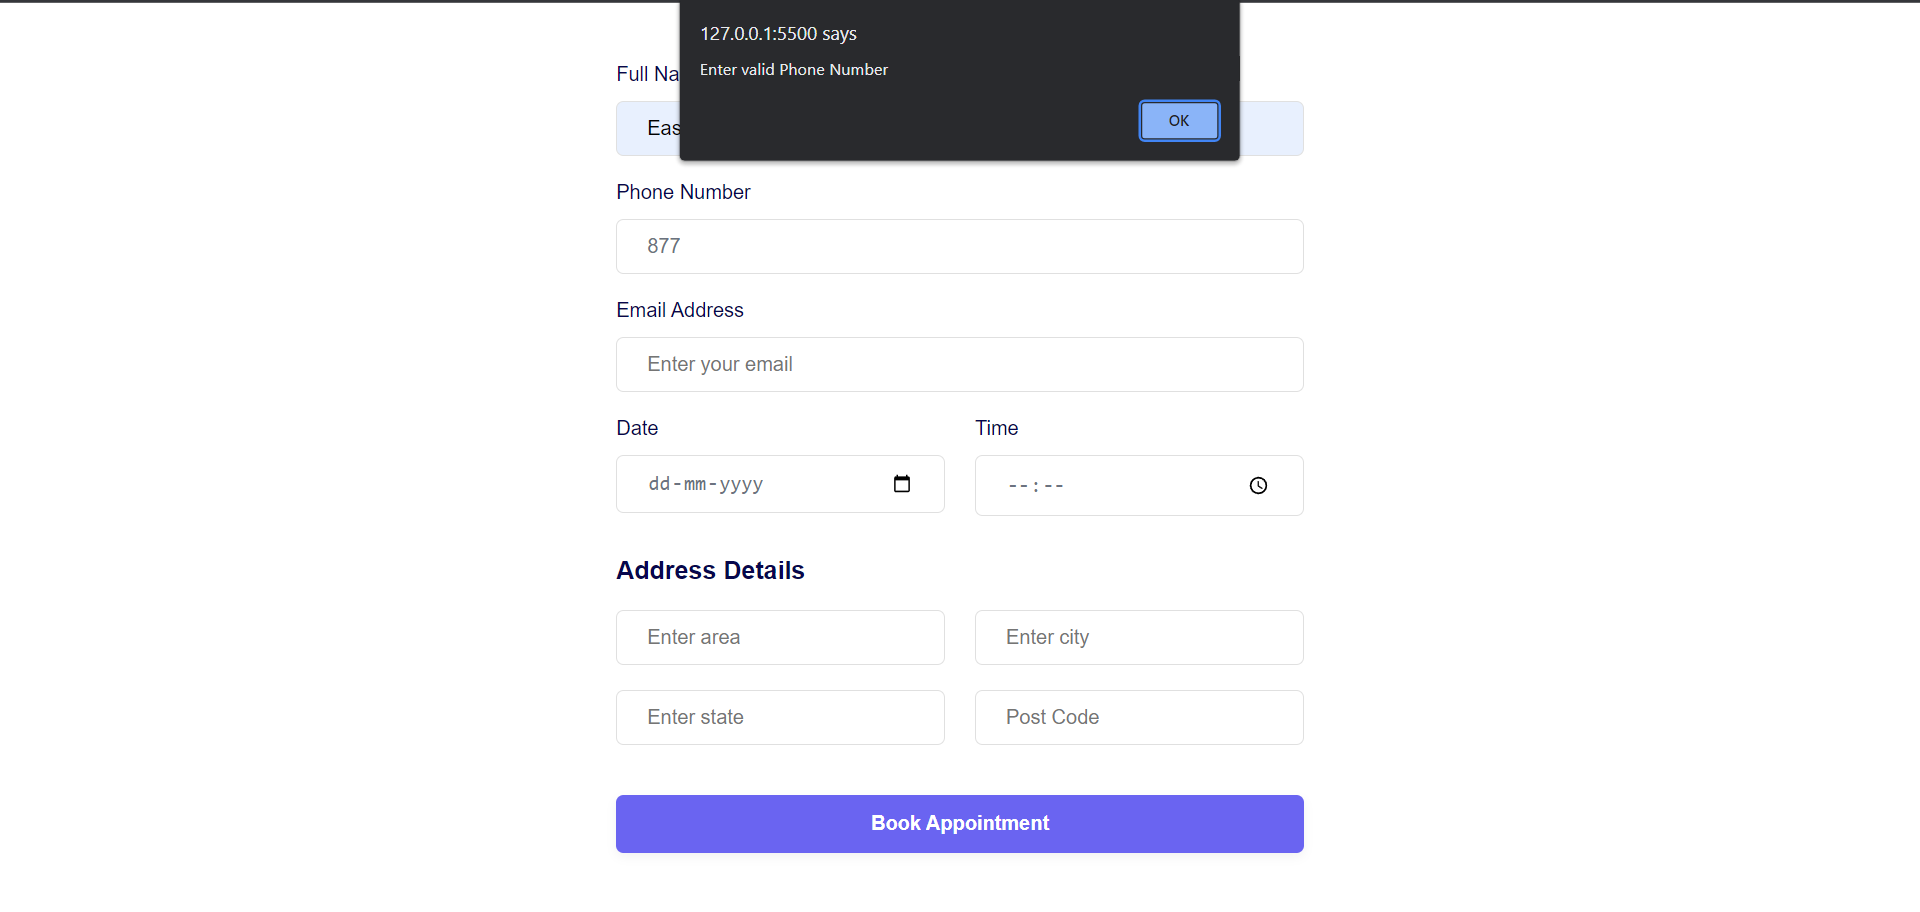 127.0.0.1:5500 says
Enter valid Phone Number
OK
Full Na
Eas
Phone Number
877
Email Address
Enter your email
Date Time
dd-mm-yyyy --:--
Address Details
Enter area Enter city
Enter state Post Code
Book Appointment